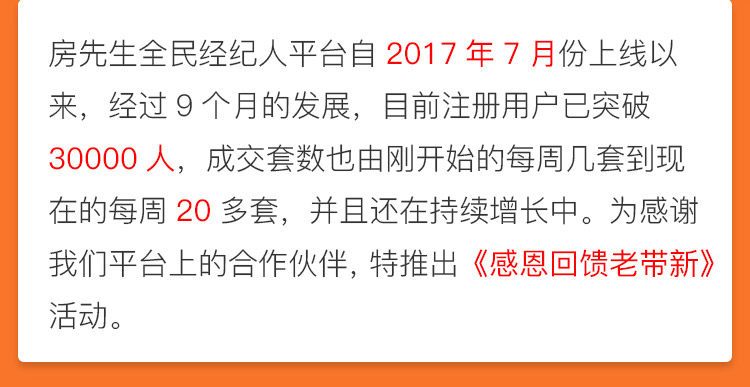 房先生全民经纪人平台自 2017 年 7 月份上线以
来，经过 9 个月的发展，目前注册用户已突破
30000 人，成交套数也由刚开始的每周几套到现
在的每周 20 多套，并且还在持续增长中。为感谢
我们平台上的合作伙伴, 特推出《感恩回馈老带新》
活动。